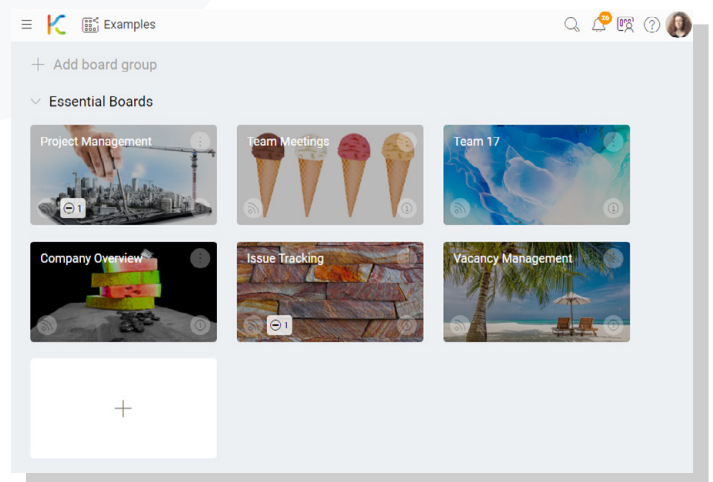 Examples
26
Add board group
Essential Boards
Project Management
1
Team Meetings
Team 17
Company Overview
Issue Tracking
1
Vacancy Management